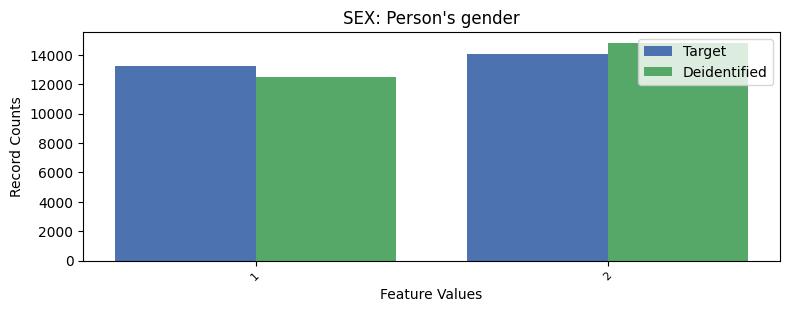 SEX: Person's gender
Target
Deidentified
Record Counts
14000
12000
10000
8000
6000
4000
2000
0
1
2
Feature Values